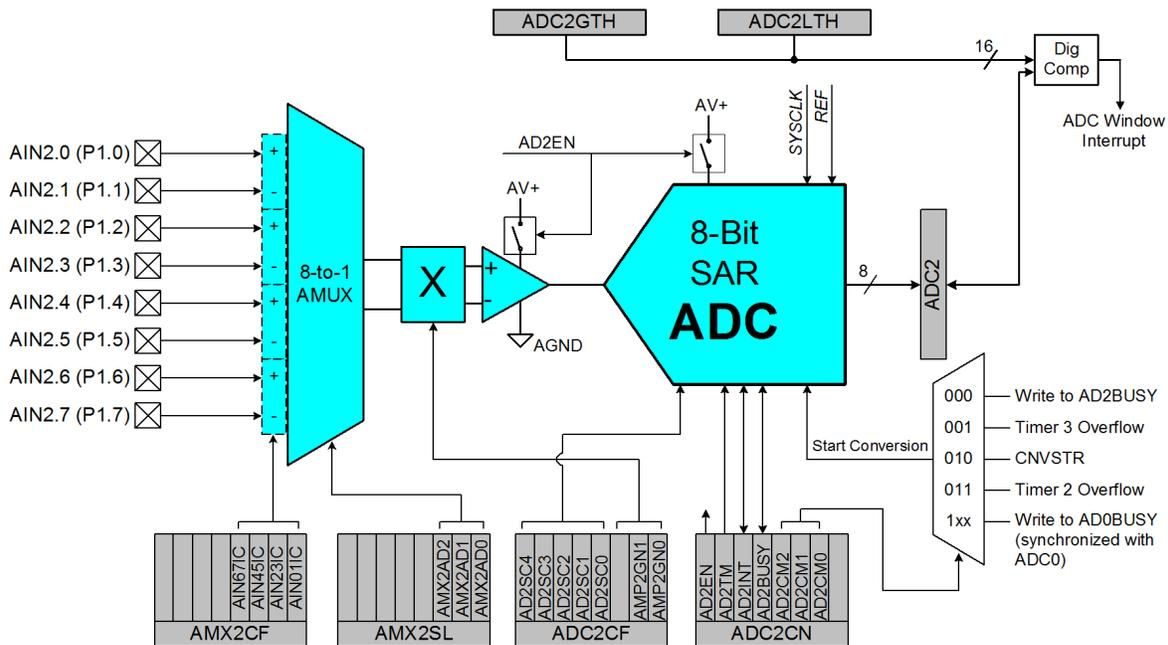 ADC2GTH
ADC2LTH
16
Dig
Comp
ADC Window
Interrupt
SYSCLK
REF
AV+
AD2EN
AV+
AIN2.0 (P1.0)
+
AIN2.1 (P1.1)
-
AIN2.2 (P1.2)
+
AIN2.3 (P1.3)
-
AIN2.4 (P1.4)
+
AIN2.5 (P1.5)
-
AIN2.6 (P1.6)
+
AIN2.7 (P1.7)
-
8-to-1
AMUX
X
+
-
AGND
8-Bit
SAR
ADC
8
ADC2
Start Conversion
000
Write to AD2BUSY
001
Timer 3 Overflow
010
CNVSTR
011
Timer 2 Overflow
1xx
Write to AD0BUSY
(synchronized with
ADC0)
AIN67IC
AIN45IC
AIN23IC
AIN01IC
AMX2CF
AMX2AD2
AMX2AD1
AMX2AD0
AMX2SL
AD2SC4
AD2SC3
AD2SC2
AD2SC1
AD2SC0
AMP2GN1
AMP2GN0
ADC2CF
AD2EN
AD2TM
AD2INT
AD2BUSY
AD2CM2
AD2CM1
AD2CM0
ADC2CN